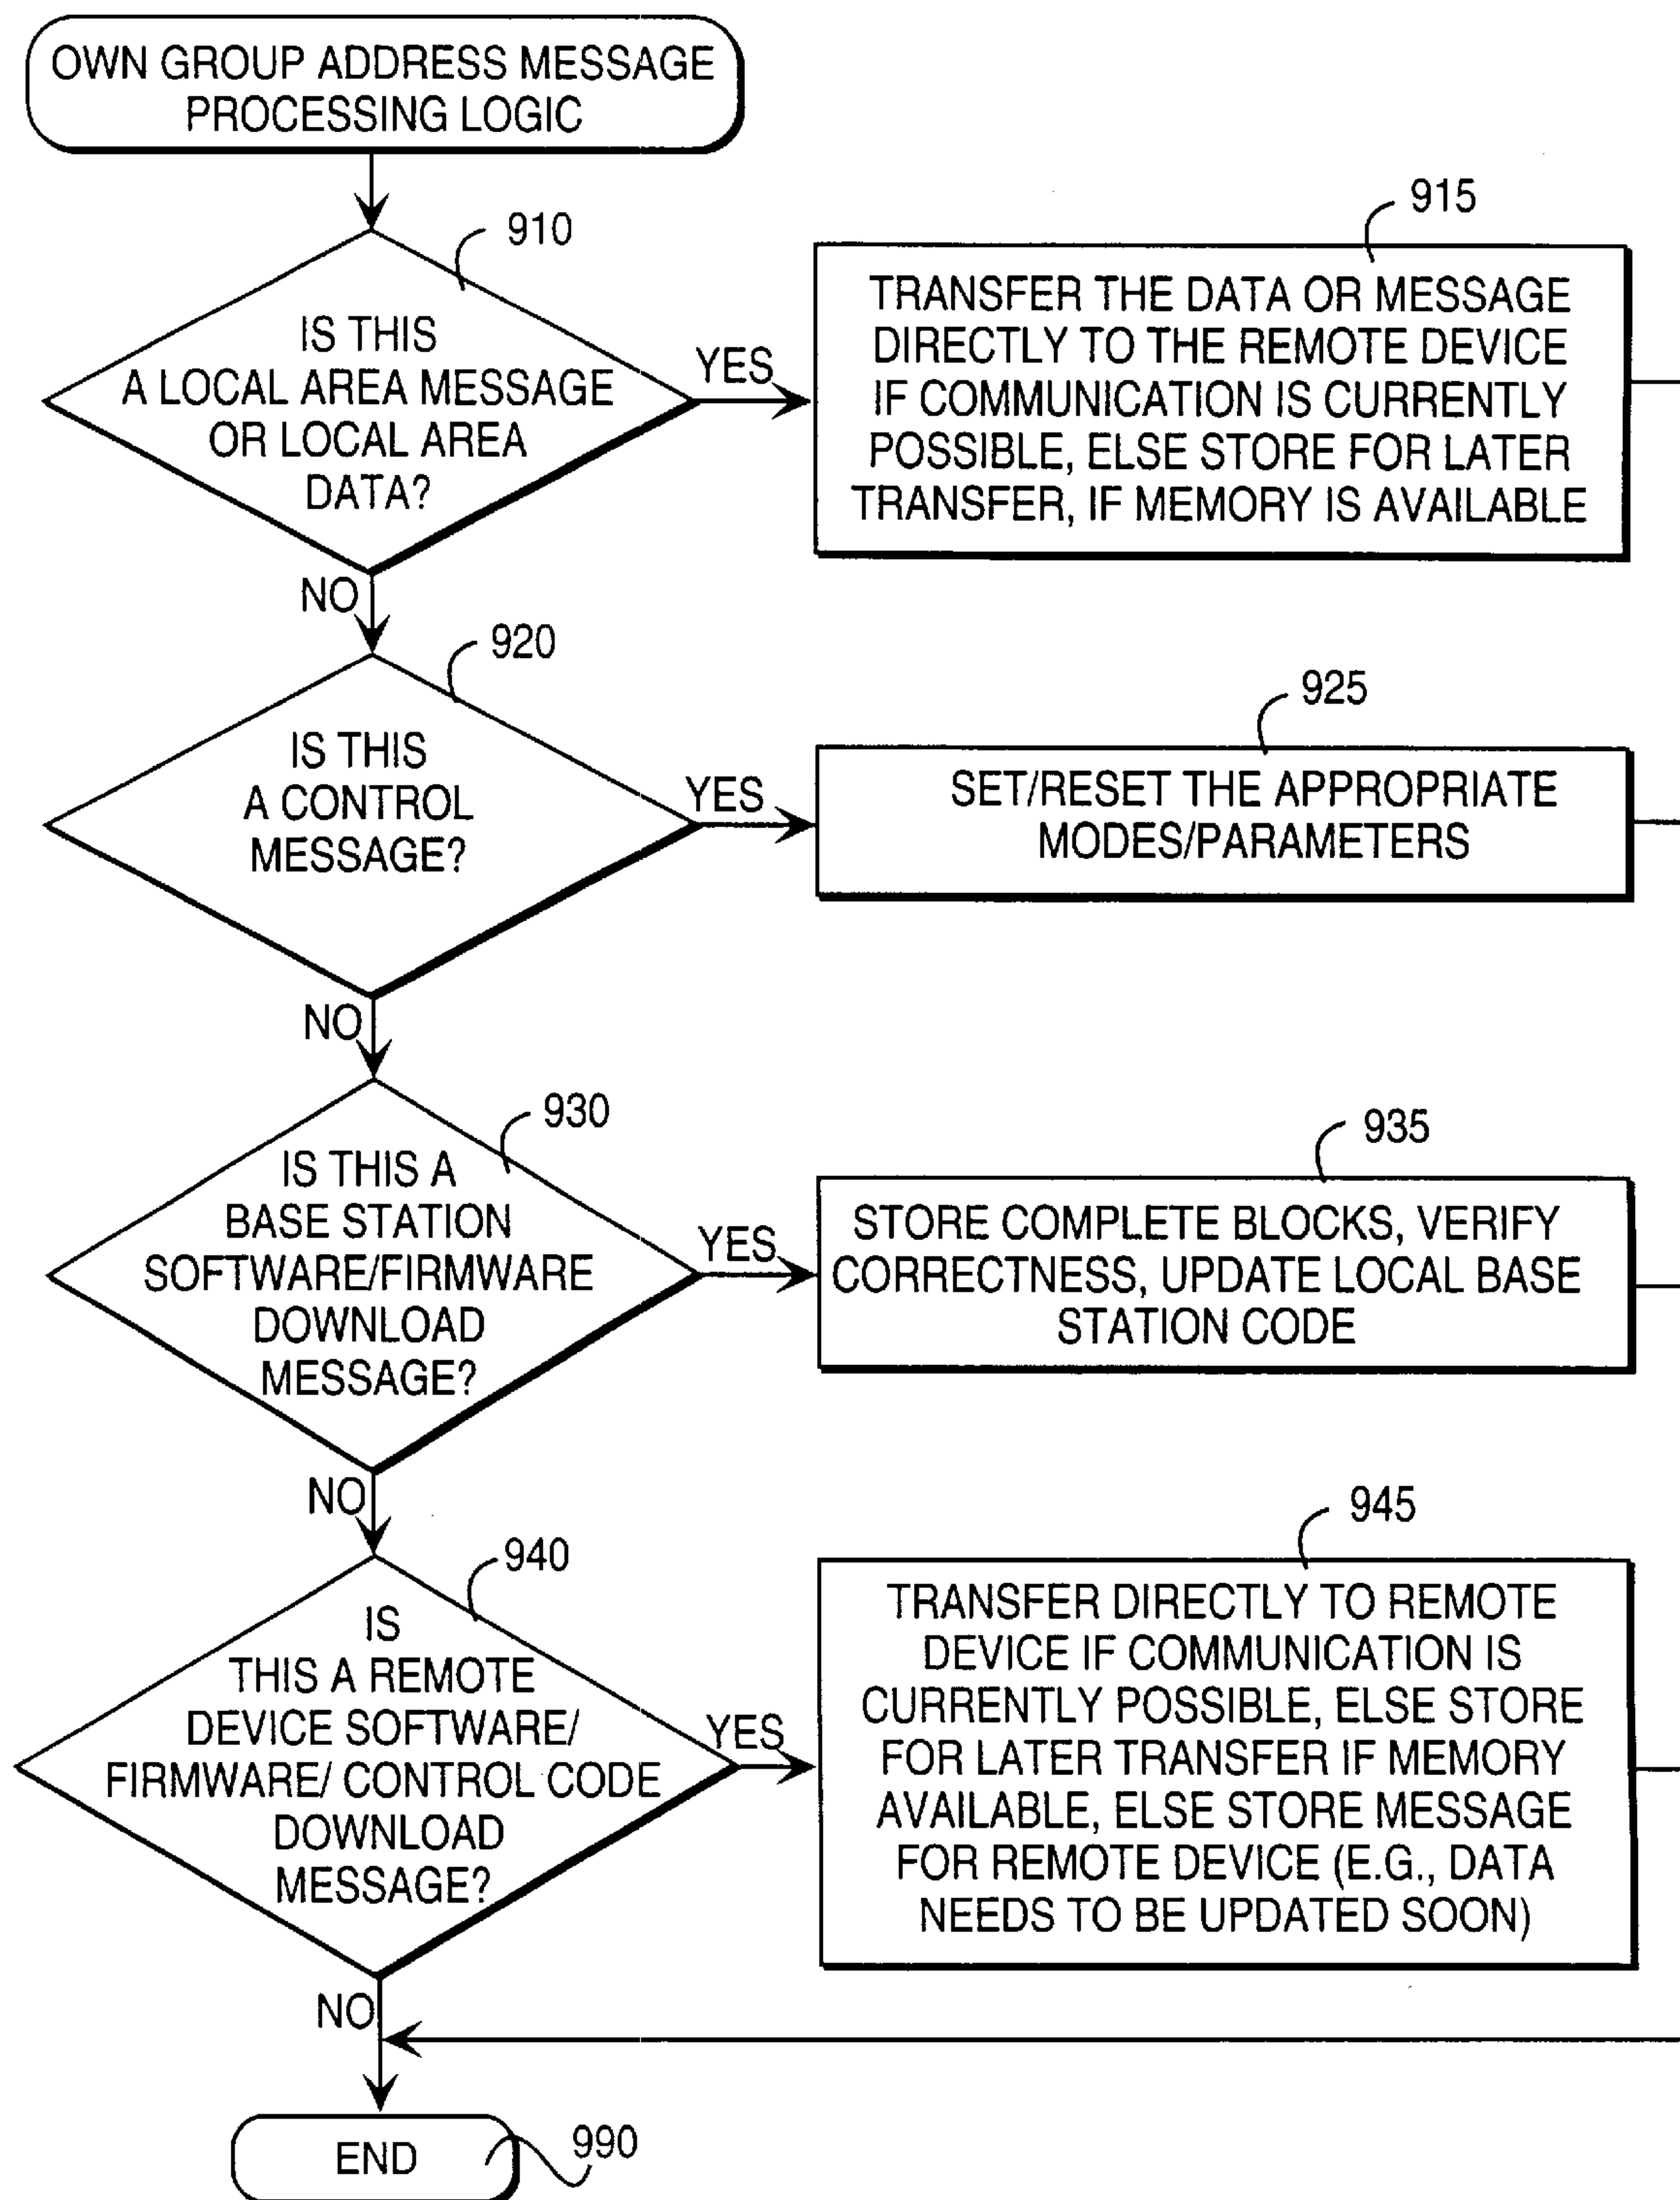 OWN GROUP ADDRESS MESSAGE
PROCESSING LOGIC
910
IS THIS
A LOCAL AREA MESSAGE
OR LOCAL AREA
DATA?
YES
915
TRANSFER THE DATA OR MESSAGE
DIRECTLY TO THE REMOTE DEVICE
IF COMMUNICATION IS CURRENTLY
POSSIBLE, ELSE STORE FOR LATER
TRANSFER, IF MEMORY IS AVAILABLE
NO
920
IS THIS
A CONTROL
MESSAGE?
YES
925
SET/RESET THE APPROPRIATE
MODES/PARAMETERS
NO
930
IS THIS A
BASE STATION
SOFTWARE/FIRMWARE
DOWNLOAD
MESSAGE?
YES
935
STORE COMPLETE BLOCKS, VERIFY
CORRECTNESS, UPDATE LOCAL BASE
STATION CODE
NO
940
IS
THIS A REMOTE
DEVICE SOFTWARE/
FIRMWARE/ CONTROL CODE
DOWNLOAD
MESSAGE?
YES
945
TRANSFER DIRECTLY TO REMOTE
DEVICE IF COMMUNICATION IS
CURRENTLY POSSIBLE, ELSE STORE
FOR LATER TRANSFER IF MEMORY
AVAILABLE, ELSE STORE MESSAGE
FOR REMOTE DEVICE (E.G., DATA
NEEDS TO BE UPDATED SOON)
NO
END
990